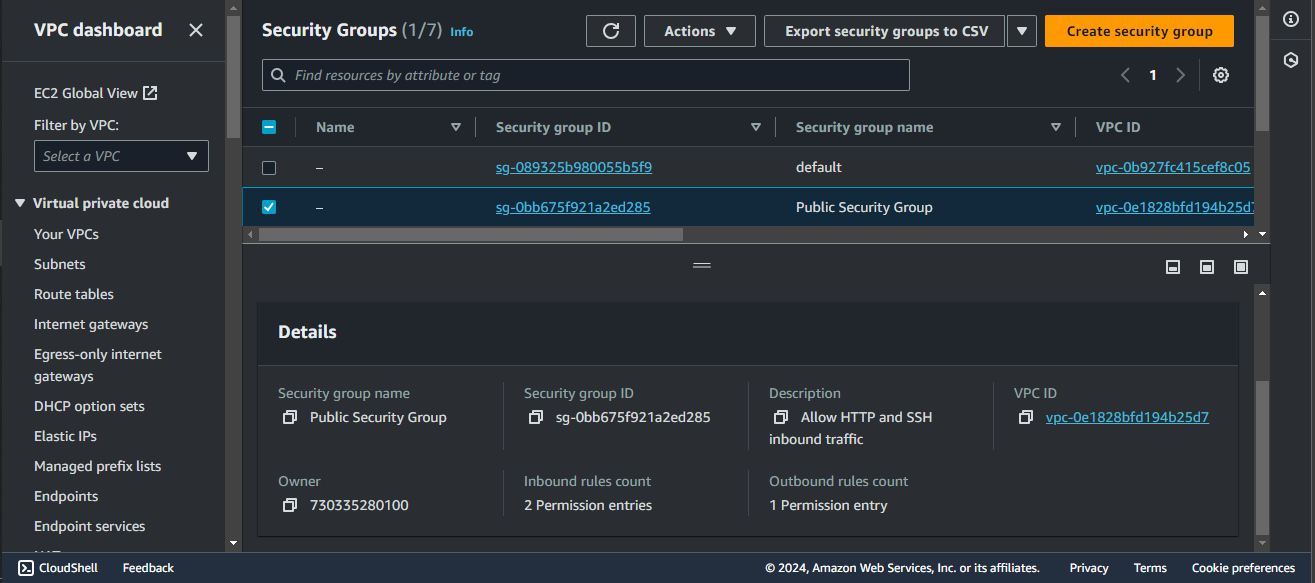 VPC dashboard
EC2 Global View
Filter by VPC:
Select a VPC
Virtual private cloud
Your VPCs
Subnets
Route tables
Internet gateways
Egress-only internet
gateways
DHCP option sets
Elastic IPs
Managed prefix lists
Endpoints
Endpoint services
Security Groups (1/7) Info
Actions
Export security groups to CSV
Create security group
Find resources by attribute or tag
1
Name Security group ID Security group name VPC ID
– sg-089325b980055b5f9 default vpc-0b927fc415cef8c05
– sg-0bb675f921a2ed285 Public Security Group vpc-0e1828bfd194b25d7
Details
Security group name Security group ID Description VPC ID
Public Security Group sg-0bb675f921a2ed285 Allow HTTP and SSH vpc-0e1828bfd194b25d7
inbound traffic
Owner Inbound rules count Outbound rules count
730335280100 2 Permission entries 1 Permission entry
CloudShell Feedback © 2024, Amazon Web Services, Inc. or its affiliates. Privacy Terms Cookie preferences